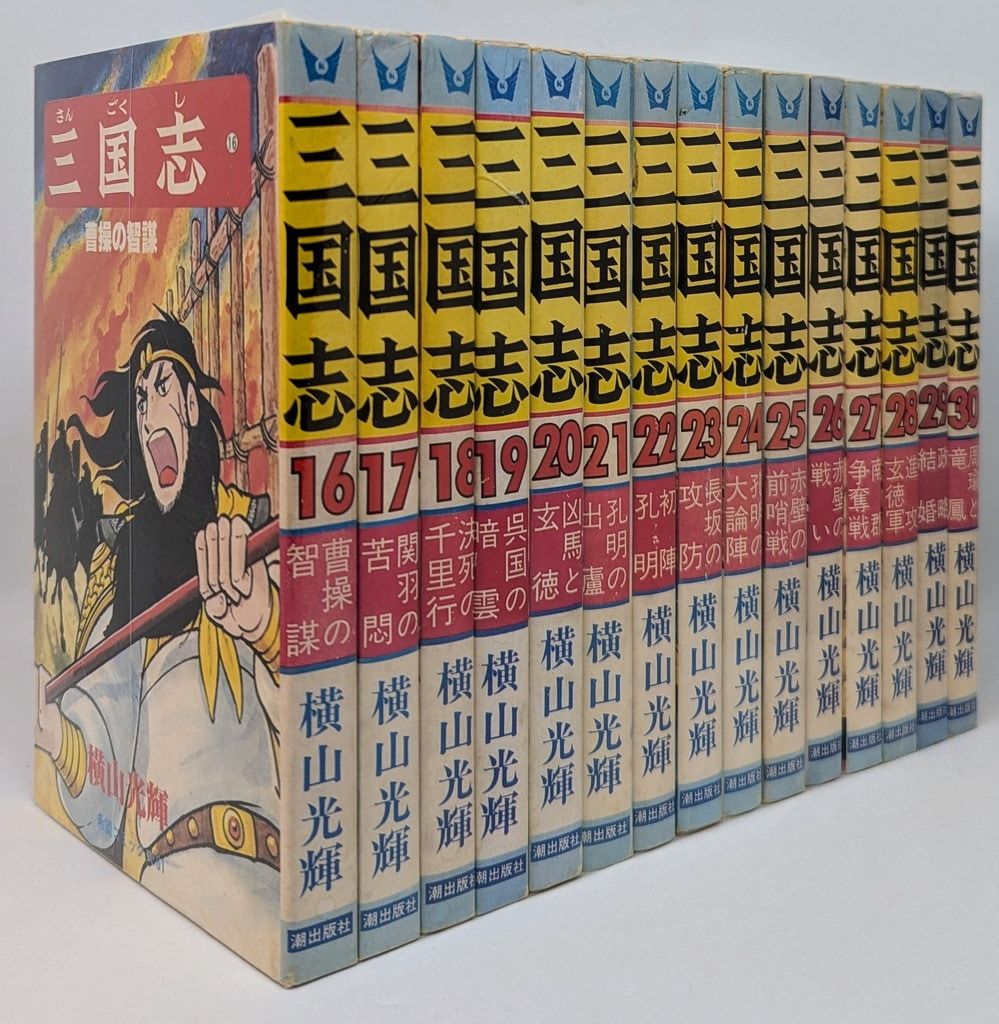 さんごくし
三国志
16
曹操の智謀
横山光輝
三国志
16
曹操の智謀
横山光輝
潮出版社
三国志
17
関羽の苦悶
横山光輝
潮出版社
三国志
18
決死の千里行
横山光輝
潮出版社
三国志
19
呉国の暗雲
横山光輝
潮出版社
三国志
20
凶馬と玄徳
横山光輝
潮出版社
三国志
21
孔明の出廬
横山光輝
潮出版社
三国志
22
孔明初陣
横山光輝
潮出版社
三国志
23
長坂の攻防
横山光輝
潮出版社
三国志
24
孔明の大論陣
横山光輝
潮出版社
三国志
25
赤壁の前哨戦
横山光輝
潮出版社
三国志
26
赤壁の戦い
横山光輝
潮出版社
三国志
27
南郡争奪戦
横山光輝
潮出版社
三国志
28
進攻玄徳軍
横山光輝
潮出版社
三国志
29
政略結婚
横山光輝
潮出版社
三国志
30
周瑜と竜鳳
横山光輝
潮出版社